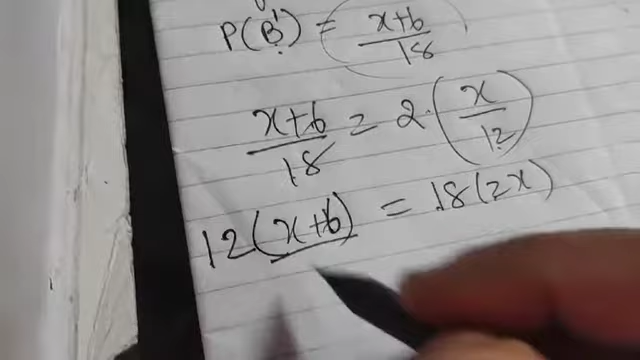 P(B') = x+6/18
x+6/18 = 2·(x/12)
12(x+6) = 18(2x)